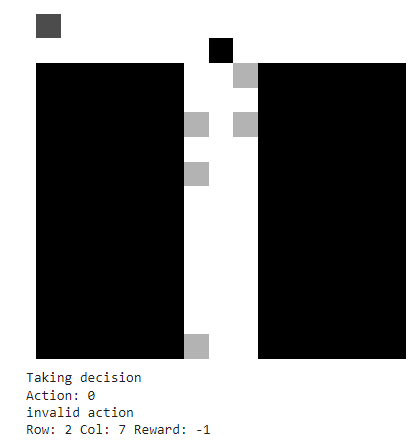 Taking decision
Action: 0
invalid action
Row: 2 Col: 7 Reward: -1